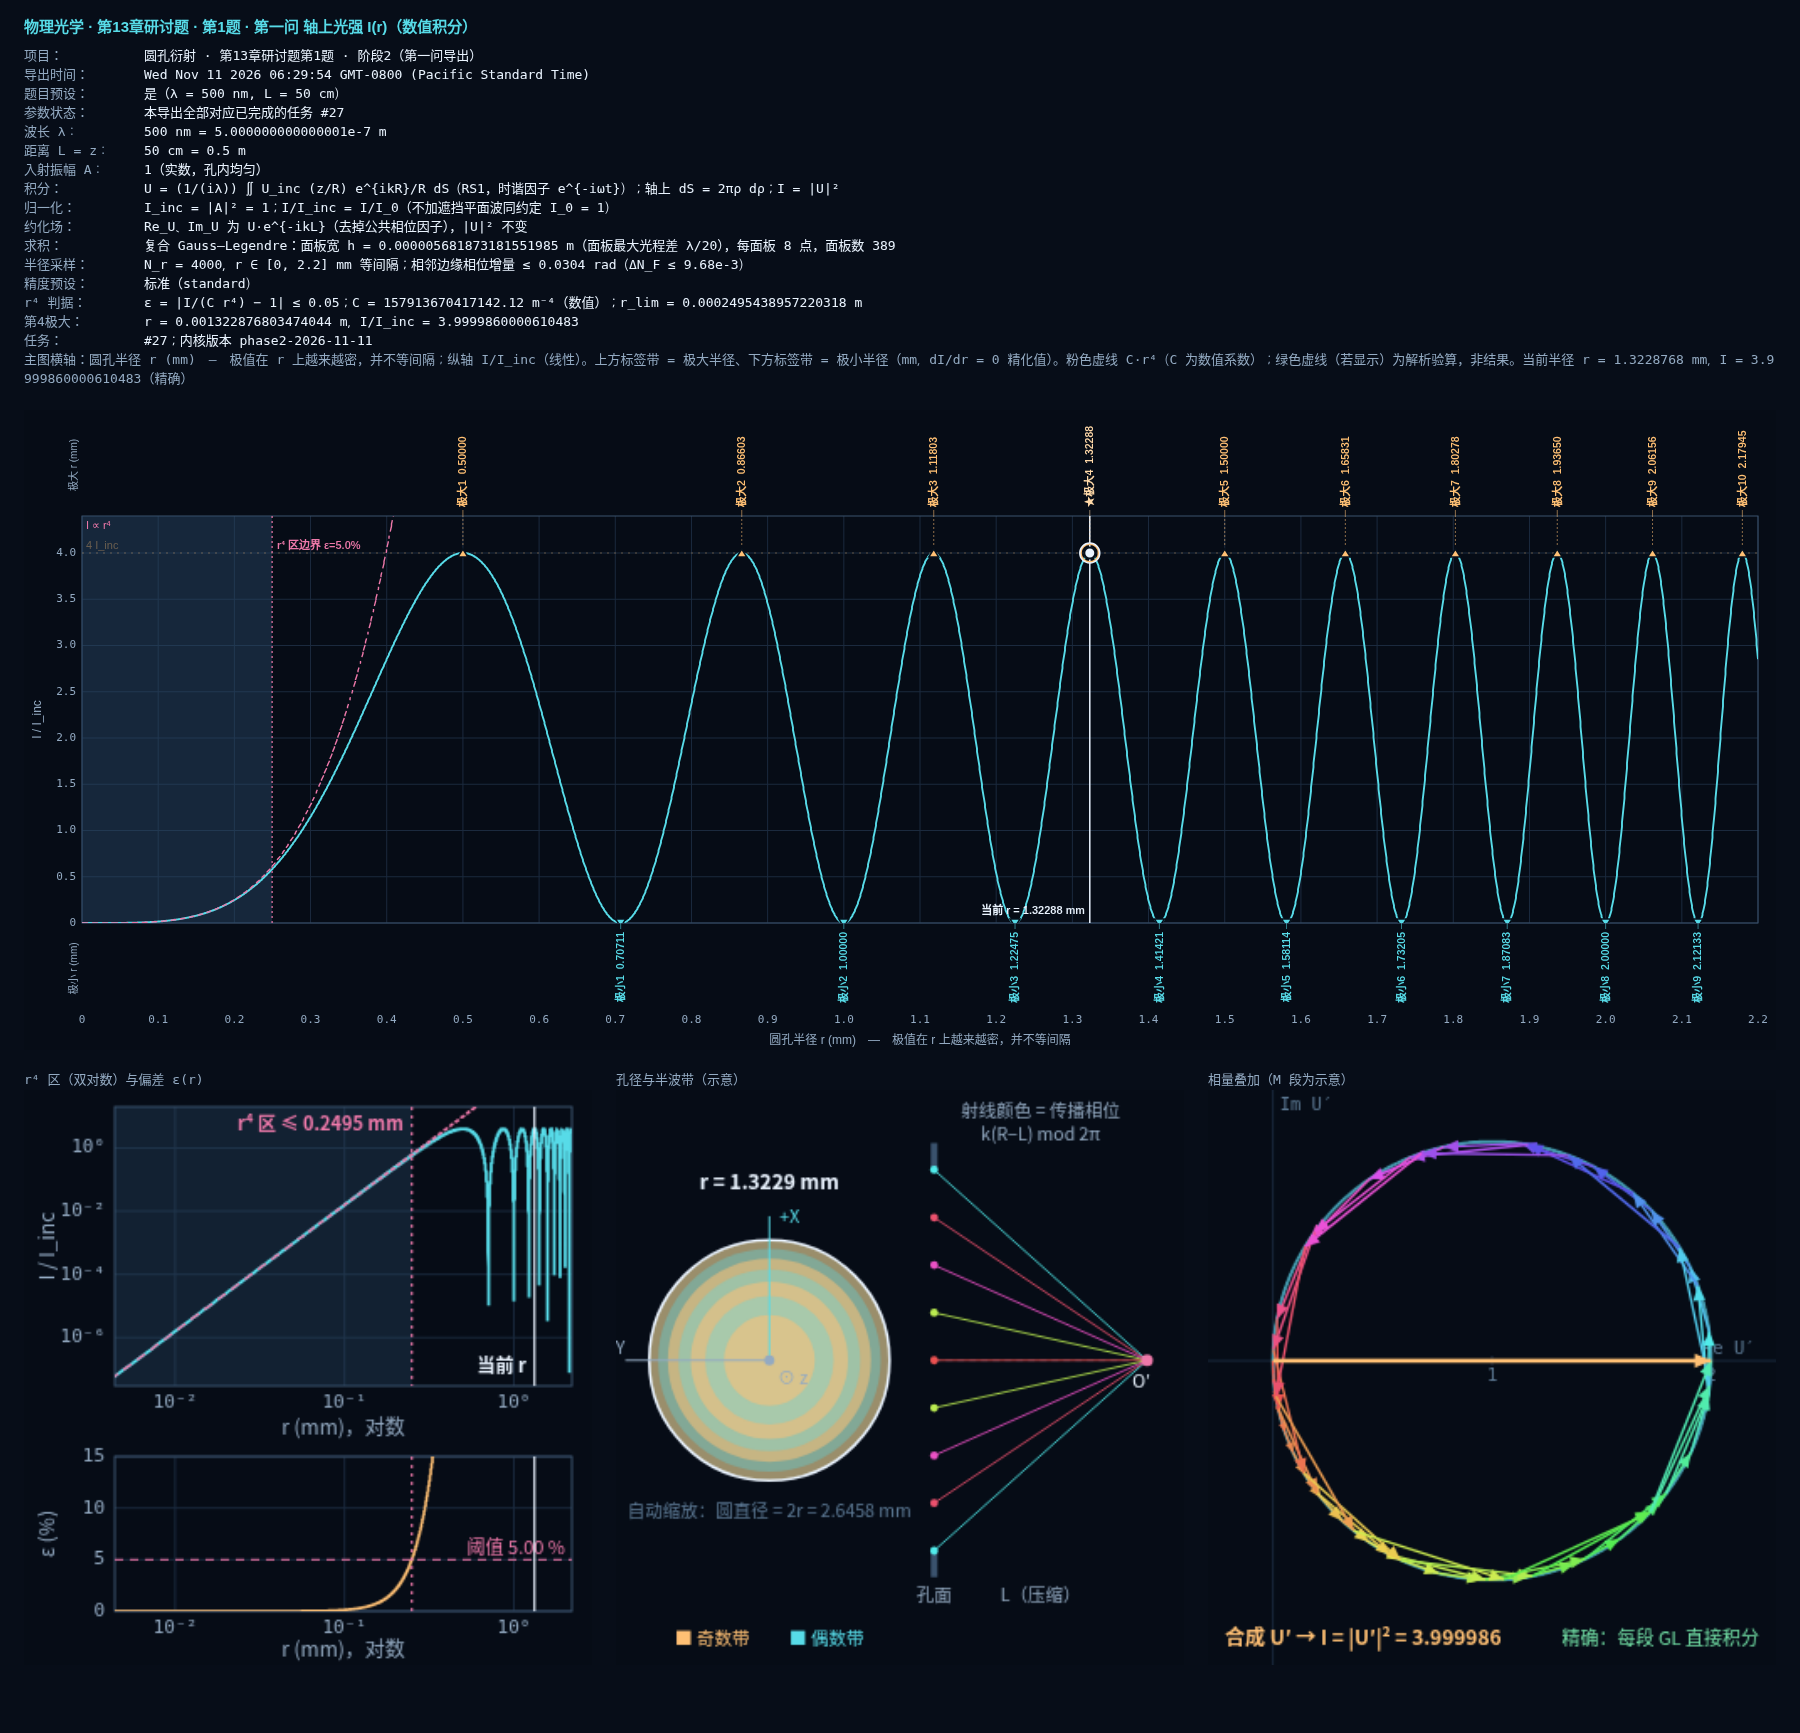 物理光学 · 第13章研讨题 · 第1题 · 第一问 轴上光强 I(r)（数值积分）
项目： 圆孔衍射 · 第13章研讨题第1题 · 阶段2（第一问导出）
导出时间： Wed Nov 11 2026 06:29:54 GMT-0800 (Pacific Standard Time)
题目预设： 是（λ = 500 nm, L = 50 cm）
参数状态： 本导出全部对应已完成的任务 #27
波长 λ： 500 nm = 5.000000000000001e-7 m
距离 L = z： 50 cm = 0.5 m
入射振幅 A： 1（实数，孔内均匀）
积分： U = (1/(iλ)) ∬ U_inc (z/R) e^{ikR}/R dS（RS1，时谐因子 e^{-iωt}）；轴上 dS = 2πρ dρ；I = |U|²
归一化： I_inc = |A|² = 1；I/I_inc = I/I_0（不加遮挡平面波同约定 I_0 = 1）
约化场： Re_U、Im_U 为 U·e^{-ikL}（去掉公共相位因子），|U|² 不变
求积： 复合 Gauss–Legendre：面板宽 h = 0.000005681873181551985 m（面板最大光程差 λ/20），每面板 8 点，面板数 389
半径采样： N_r = 4000, r ∈ [0, 2.2] mm 等间隔；相邻边缘相位增量 ≤ 0.0304 rad（ΔN_F ≤ 9.68e-3）
精度预设： 标准（standard）
r⁴ 判据： ε = |I/(C r⁴) − 1| ≤ 0.05；C = 157913670417142.12 m⁻⁴（数值）；r_lim = 0.0002495438957220318 m
第4极大： r = 0.001322876803474044 m, I/I_inc = 3.9999860000610483
任务： #27；内核版本 phase2-2026-11-11
主图横轴：圆孔半径 r (mm) — 极值在 r 上越来越密，并不等间隔；纵轴 I/I_inc（线性）。上方标签带 = 极大半径、下方标签带 = 极小半径（mm, dI/dr = 0 精化值）。粉色虚线 C·r⁴（C 为数值系数）；绿色虚线（若显示）为解析验算，非结果。当前半径 r = 1.3228768 mm, I = 3.9
999860000610483（精确）
极大 r (mm)
极大1 0.50000
极大2 0.86603
极大3 1.11803
★极大4 1.32288
极大5 1.50000
极大6 1.65831
极大7 1.80278
极大8 1.93650
极大9 2.06156
极大10 2.17945
I ∝ r⁴
4 I_inc
r⁴ 区边界 ε=5.0%
I / I_inc
4.0
3.5
3.0
2.5
2.0
1.5
1.0
0.5
0
当前 r = 1.32288 mm
极小 r (mm)
极小1 0.70711
极小2 1.00000
极小3 1.22475
极小4 1.41421
极小5 1.58114
极小6 1.73205
极小7 1.87083
极小8 2.00000
极小9 2.12133
0 0.1 0.2 0.3 0.4 0.5 0.6 0.7 0.8 0.9 1.0 1.1 1.2 1.3 1.4 1.5 1.6 1.7 1.8 1.9 2.0 2.1 2.2
圆孔半径 r (mm) — 极值在 r 上越来越密，并不等间隔
r⁴ 区（双对数）与偏差 ε(r)
r⁴ 区 ≤ 0.2495 mm
I / I_inc
10⁰
10⁻²
10⁻⁴
10⁻⁶
当前 r
10⁻² 10⁻¹ 10⁰
r (mm)，对数
ε (%)
15
10
5
0
阈值 5.00 %
10⁻² 10⁻¹ 10⁰
r (mm)，对数
孔径与半波带（示意）
射线颜色 = 传播相位
k(R−L) mod 2π
r = 1.3229 mm
+X
Y
⊙ z
O'
自动缩放：圆直径 = 2r = 2.6458 mm
孔面 L（压缩）
奇数带 偶数带
相量叠加（M 段为示意）
Im U′
e U′
1
2
合成 U′ → I = |U′|² = 3.999986
精确：每段 GL 直接积分